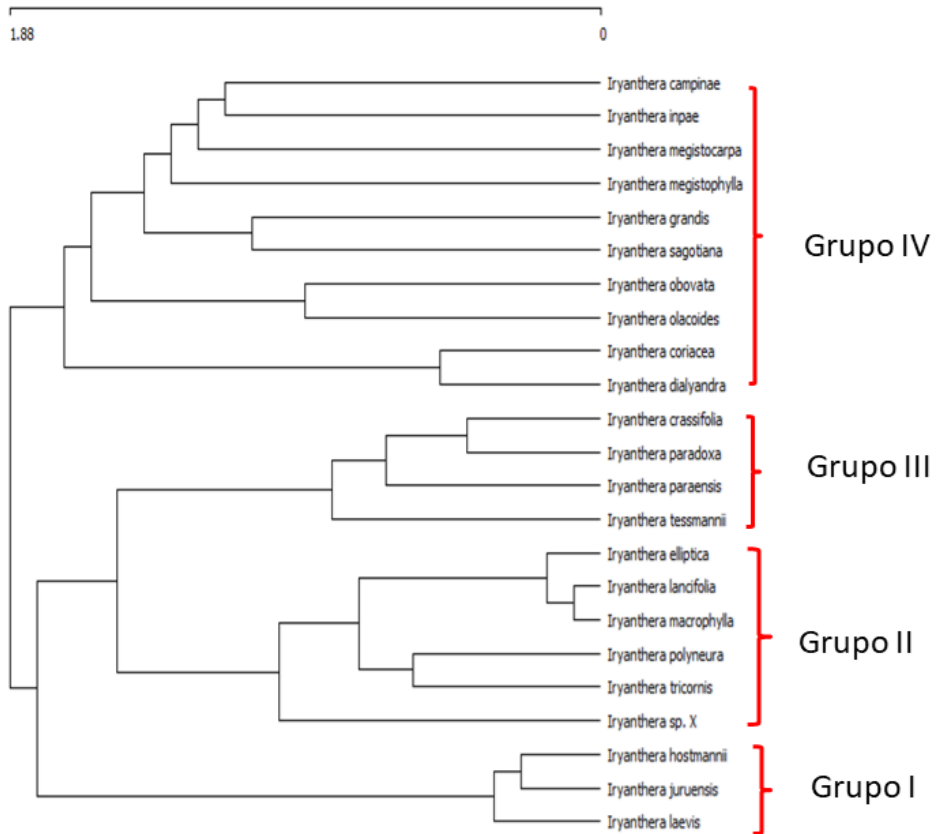 1.88 0
Iryanthera campinae
Iryanthera inpae
Iryanthera megistocarpa
Iryanthera megistophylla
Iryanthera grandis
Iryanthera sagotiana
Iryanthera obovata
Iryanthera olacoides
Iryanthera coriacea
Iryanthera dialyandra
Grupo IV
Iryanthera crassifolia
Iryanthera paradoxa
Iryanthera paraensis
Iryanthera tessmannii
Grupo III
Iryanthera elliptica
Iryanthera lancifolia
Iryanthera macrophylla
Iryanthera polyneura
Iryanthera tricornis
Iryanthera sp. X
Grupo II
Iryanthera hostmannii
Iryanthera juruensis
Iryanthera laevis
Grupo I